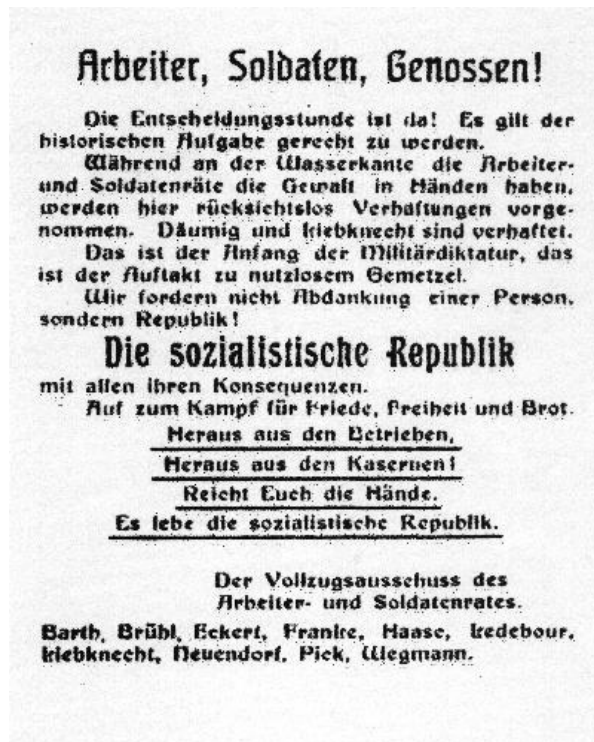 Arbeiter, Soldaten, Genossen!
Die Entscheidungsstunde ist da! Es gilt der
historischen Aufgabe gerecht zu werden.
Während an der Wasserkante die Arbeiter-
und Soldatenräte die Gewalt in Händen haben,
werden hier rücksichtslos Verhaftungen vorge-
nommen. Däumig und Liebknecht sind verhaftet.
Das ist der Anfang der Militärdiktatur, das
ist der Auftakt zu nutzlosem Gemetzel.
Wir fordern nicht Abdankung einer Person,
sondern Republik!
Die sozialistische Republik
mit allen ihren Konsequenzen.
Auf zum Kampf für Friede, Freiheit und Brot.
Heraus aus den Betrieben,
Heraus aus den Kasernen!
Reicht Euch die Hände.
Es lebe die sozialistische Republik.
Der Vollzugsausschuss des
Arbeiter- und Soldatenrates.
Barth, Brühl, Eckert, Franke, Haase, Ledebour,
Liebknecht, Neuendorf, Pick, Wegmann.